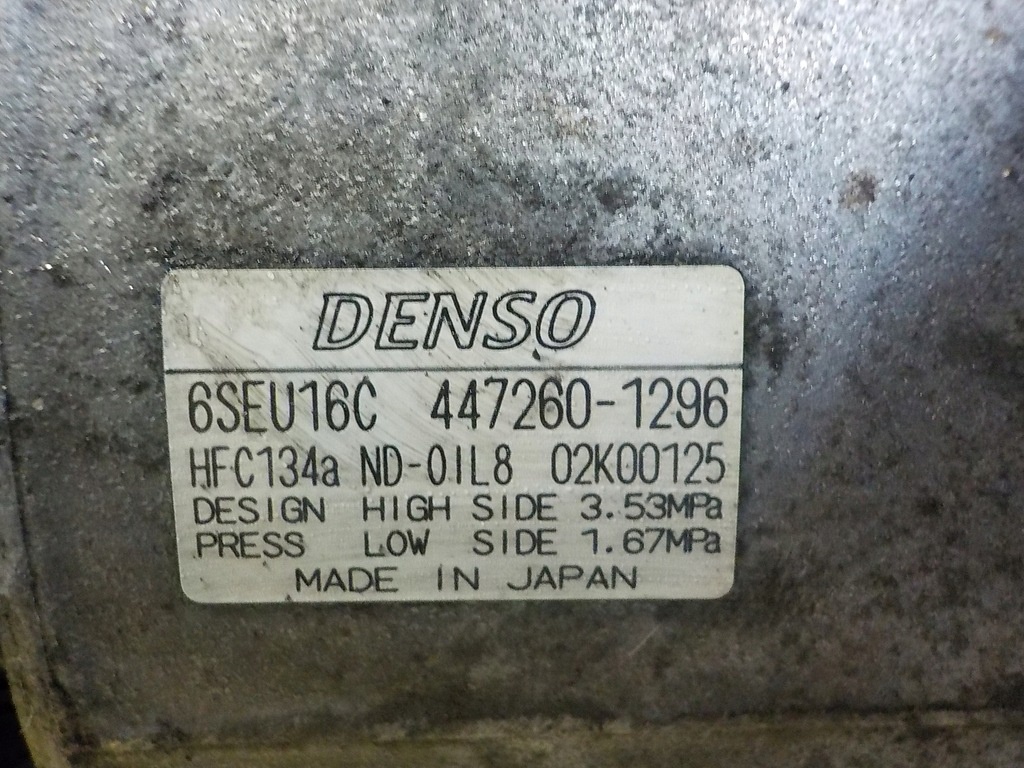 DENSO
6SEU16C 447260-1296
HFC134a ND-OIL8 02K00125
DESIGN HIGH SIDE 3.53MPa
PRESS LOW SIDE 1.67MPa
MADE IN JAPAN